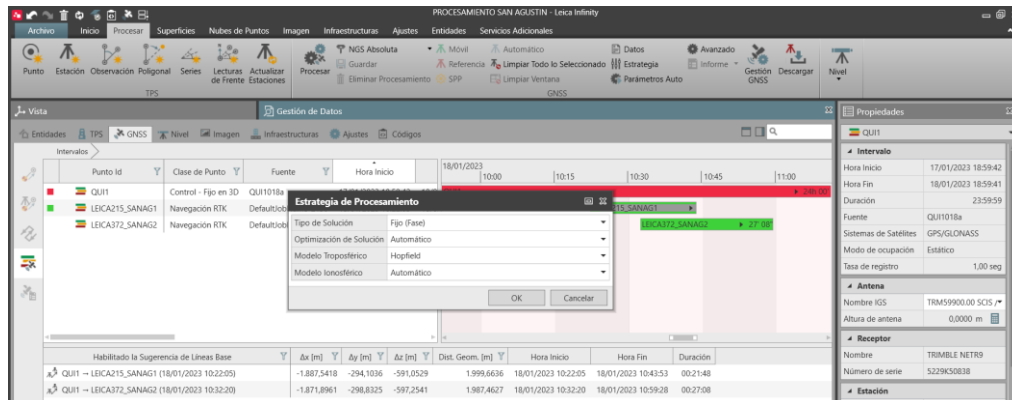 PROCESAMIENTO SAN AGUSTIN - Leica Infinity
Archivo Inicio Procesar Superficies Nubes de Puntos Imagen Infraestructuras Ajustes Entidades Servicios Adicionales
Punto Estación Observación Poligonal Series Lecturas de Frente Actualizar Estaciones
TPS
Procesar
NGS Absoluta Móvil Automático Datos Avanzado
Guardar Referencia Limpiar Todo lo Seleccionado Estrategia Informe
Eliminar Procesamiento SPP Limpiar Ventana Parámetros Auto
Gestión GNSS Descargar Nivel
GNSS
Vista Gestión de Datos
Entidades TPS GNSS Nivel Imagen Infraestructuras Ajustes Códigos
Intervalos
Punto Id Clase de Punto Fuente Hora Inicio
QUI1 Control - Fijo en 3D QUI1018a
LEICA215_SANAG1 Navegación RTK
LEICA372_SANAG2 Navegación RTK
18/01/2023
10:00 10:15 10:30 10:45 11:00
24h 00'
215_SANAG1
LEICA372_SANAG2 27' 08'
Estrategia de Procesamiento
Tipo de Solución Fijo (Fase)
Optimización de Solución Automático
Modelo Troposférico Hopfield
Modelo Ionosférico Automático
OK Cancelar
Habilitado la Sugerencia de Líneas Base Δx [m] Δy [m] Δz [m] Dist. Geom. [m] Hora Inicio Hora Fin Duración
QUI1 → LEICA215_SANAG1 (18/01/2023 10:22:05) -1.887,5418 -294,1036 -591,0529 1.999,6636 18/01/2023 10:22:05 18/01/2023 10:43:53 00:21:48
QUI1 → LEICA372_SANAG2 (18/01/2023 10:32:20) -1.871,8961 -298,8325 -597,2541 1.987,4627 18/01/2023 10:32:20 18/01/2023 10:59:28 00:27:08
Propiedades
QUI1
Intervalo
Hora Inicio 17/01/2023 18:59:42
Hora Fin 18/01/2023 18:59:41
Duración 23:59:59
Fuente QUI1018a
Sistemas de Satélites GPS/GLONASS
Modo de ocupación Estático
Tasa de registro 1,00 seg
Antena
Nombre IGS TRM59900.00 SCIS /
Altura de antena 0,0000 m
Receptor
Nombre TRIMBLE NETR9
Número de serie 5229K50838
Estación